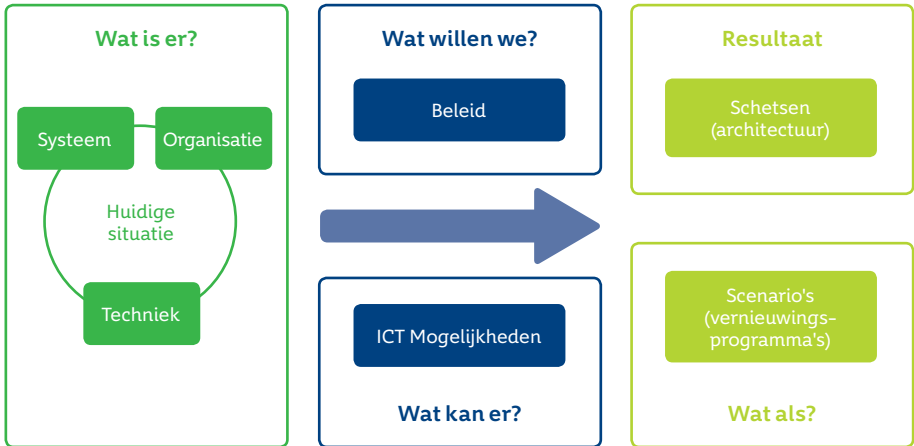 Wat is er?
Systeem
Organisatie
Huidige
situatie
Techniek
Wat willen we?
Beleid
ICT Mogelijkheden
Wat kan er?
Resultaat
Schetsen
(architectuur)
Scenario's
(vernieuwings-
programma's)
Wat als?